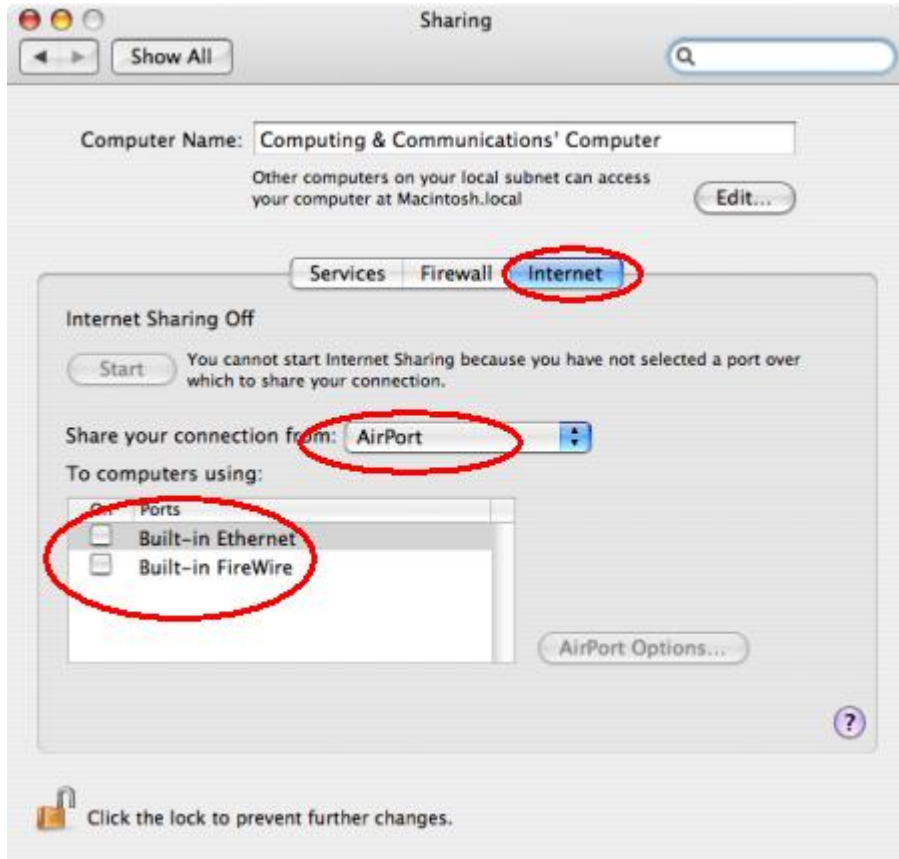 Sharing
Show All
Computer Name: Computing & Communications' Computer
Other computers on your local subnet can access
your computer at Macintosh.local
Edit...
Services Firewall Internet
Internet Sharing Off
Start
You cannot start Internet Sharing because you have not selected a port over
which to share your connection.
Share your connection from: AirPort
To computers using:
On Ports
Built-in Ethernet
Built-in FireWire
AirPort Options...
?
Click the lock to prevent further changes.